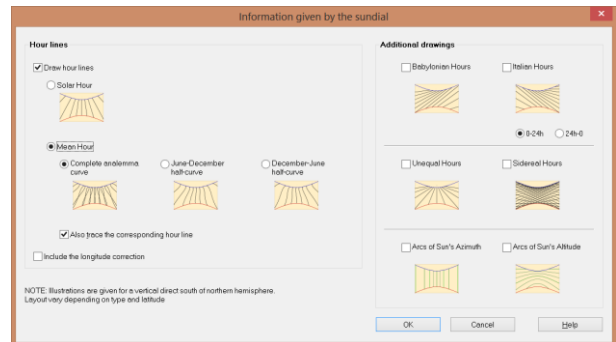 Information given by the sundial
Hour lines
Draw hour lines
Solar Hour
Mean Hour
Complete analemma
curve
June-December
half-curve
December-June
half-curve
Also trace the corresponding hour line
Include the longitude correction
NOTE: Illustrations are given for a vertical direct south of northern hemisphere.
Layout vary depending on type and latitude
Additional drawings
Babylonian Hours
Italian Hours
0-24h
24h-0
Unequal Hours
Sidereal Hours
Arcs of Sun's Azimuth
Arcs of Sun's Altitude
OK
Cancel
Help